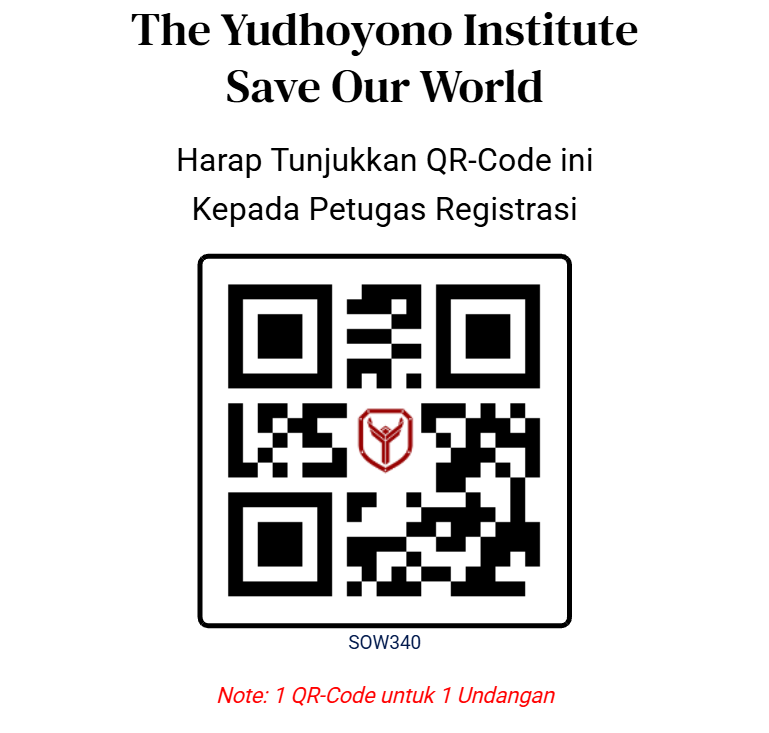 The Yudhoyono Institute
Save Our World
Harap Tunjukkan QR-Code ini
Kepada Petugas Registrasi
SOW340
Note: 1 QR-Code untuk 1 Undangan